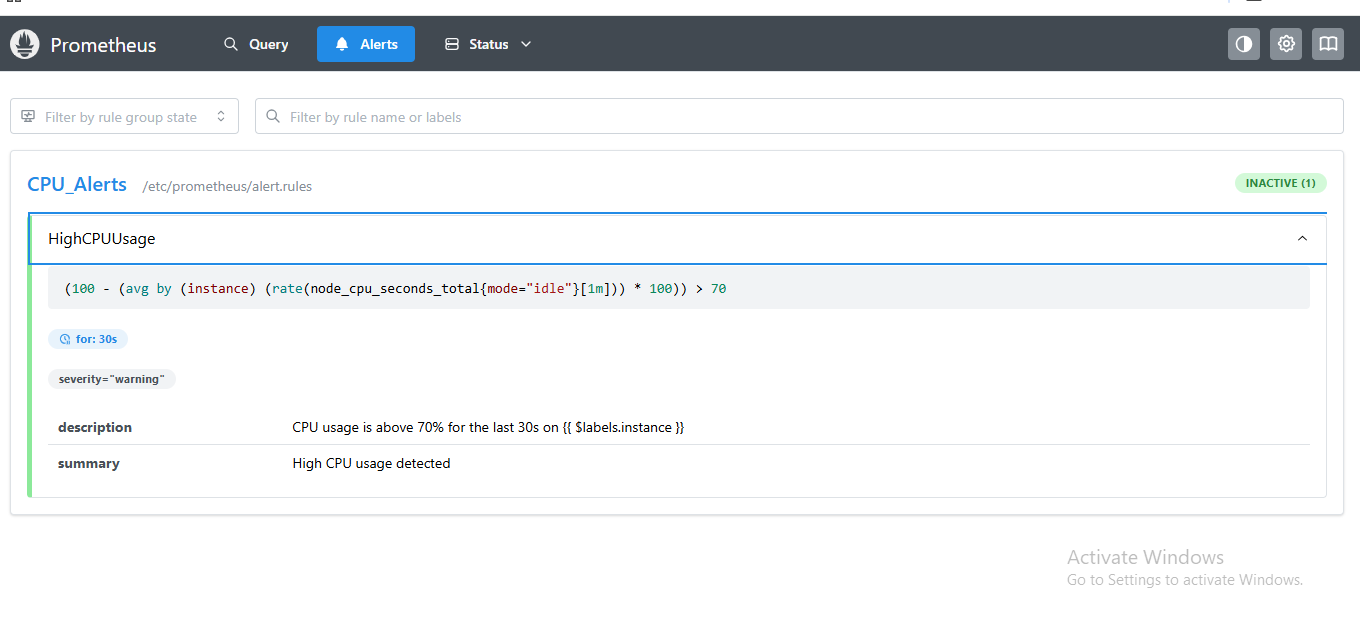 Prometheus Query Alerts Status
Filter by rule group state Filter by rule name or labels
CPU_Alerts /etc/prometheus/alert.rules INACTIVE (1)
HighCPUUsage
(100 - (avg by (instance) (rate(node_cpu_seconds_total{mode="idle"}[1m])) * 100)) > 70
for: 30s
severity="warning"
description CPU usage is above 70% for the last 30s on {{ $labels.instance }}
summary High CPU usage detected
Activate Windows
Go to Settings to activate Windows.